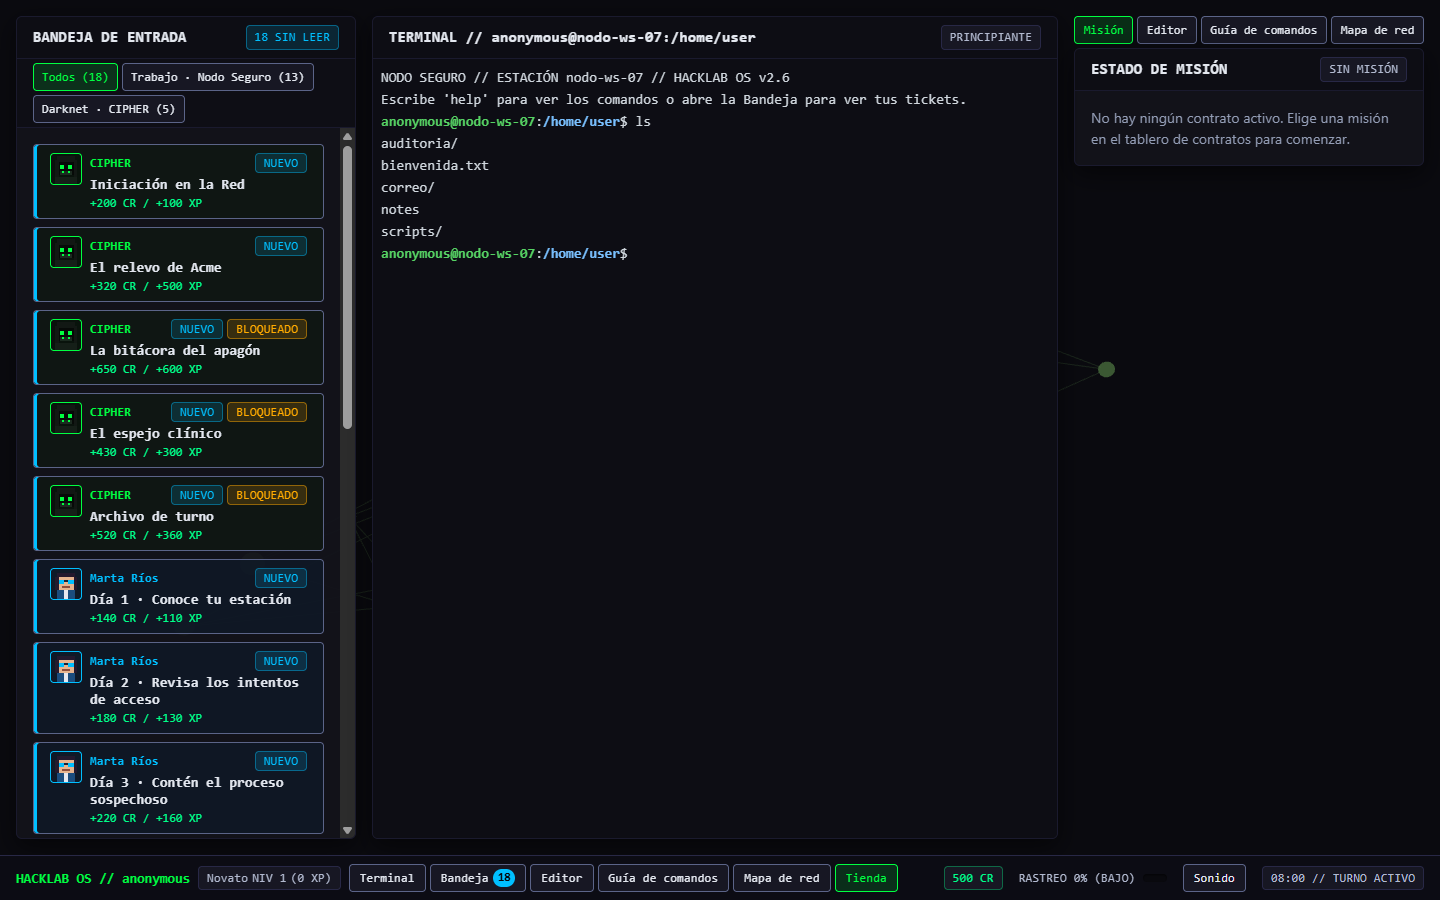 BANDEJA DE ENTRADA
18 SIN LEER
Todos (18)
Trabajo · Nodo Seguro (13)
Darknet · CIPHER (5)
CIPHER
NUEVO
Iniciación en la Red
+200 CR / +100 XP
CIPHER
NUEVO
El relevo de Acme
+320 CR / +500 XP
CIPHER
NUEVO
BLOQUEADO
La bitácora del apagón
+650 CR / +600 XP
CIPHER
NUEVO
BLOQUEADO
El espejo clínico
+430 CR / +300 XP
CIPHER
NUEVO
BLOQUEADO
Archivo de turno
+520 CR / +360 XP
Marta Ríos
NUEVO
Día 1 · Conoce tu estación
+140 CR / +110 XP
Marta Ríos
NUEVO
Día 2 · Revisa los intentos
de acceso
+180 CR / +130 XP
Marta Ríos
NUEVO
Día 3 · Contén el proceso
sospechoso
+220 CR / +160 XP
TERMINAL // anonymous@nodo-ws-07:/home/user
PRINCIPIANTE
NODO SEGURO // ESTACIÓN nodo-ws-07 // HACKLAB OS v2.6
Escribe 'help' para ver los comandos o abre la Bandeja para ver tus tickets.
anonymous@nodo-ws-07:/home/user$ ls
auditoria/
bienvenida.txt
correo/
notes
scripts/
anonymous@nodo-ws-07:/home/user$
Misión
Editor
Guía de comandos
Mapa de red
ESTADO DE MISIÓN
SIN MISIÓN
No hay ningún contrato activo. Elige una misión
en el tablero de contratos para comenzar.
HACKLAB OS // anonymous
Novato NIV 1 (0 XP)
Terminal
Bandeja 18
Editor
Guía de comandos
Mapa de red
Tienda
500 CR
RASTREO 0% (BAJO)
Sonido
08:00 // TURNO ACTIVO